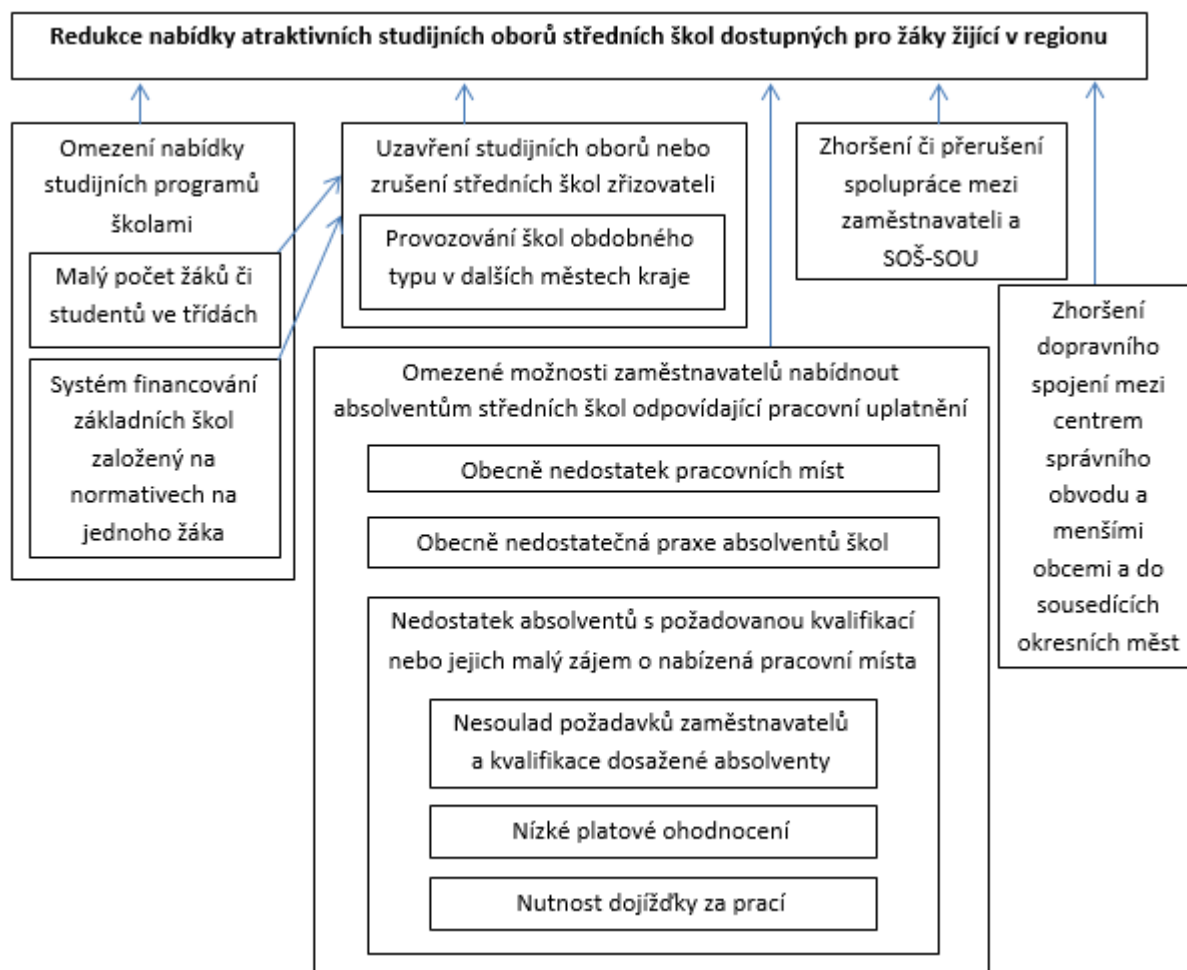 Redukce nabídky atraktivních studijních oborů středních škol dostupných pro žáky žijící v regionu
Omezení nabídky
studijních programů
školami
Malý počet žáků či
studentů ve třídách
Systém financování
základních škol
založený na
normativech na
jednoho žáka
Uzavření studijních oborů nebo
zrušení středních škol zřizovateli
Provozování škol obdobného
typu v dalších městech kraje
Omezené možnosti zaměstnavatelů nabídnout
absolventům středních škol odpovídající pracovní uplatnění
Obecně nedostatek pracovních míst
Obecně nedostatečná praxe absolventů škol
Nedostatek absolventů s požadovanou kvalifikací
nebo jejich malý zájem o nabízená pracovní místa
Nesoulad požadavků zaměstnavatelů
a kvalifikace dosažené absolventy
Nízké platové ohodnocení
Nutnost dojížďky za prací
Zhoršení či přerušení
spolupráce mezi
zaměstnavateli a
SOŠ-SOU
Zhoršení
dopravního
spojení mezi
centrem
správního
obvodu a
menšími
obcemi a do
sousedících
okresních měst